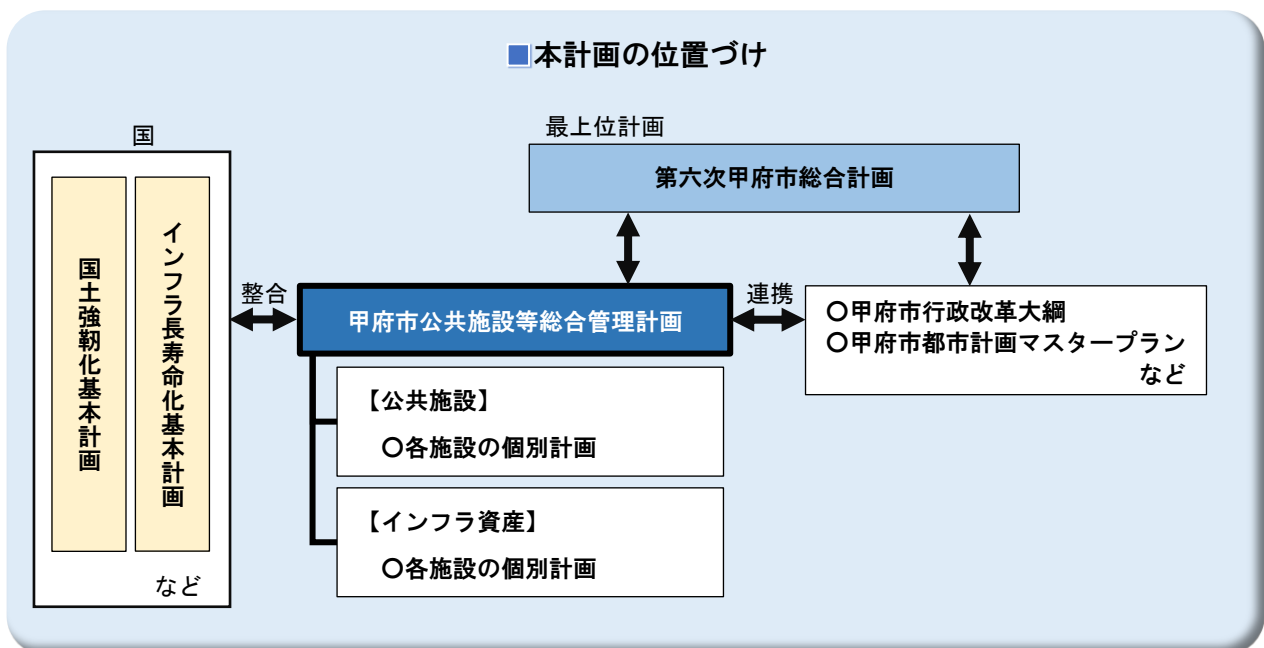 ■本計画の位置づけ
国
国土強靭化基本計画
インフラ長寿命化基本計画
など
整合
最上位計画
第六次甲府市総合計画
甲府市公共施設等総合管理計画
連携
〇甲府市行政改革大綱
〇甲府市都市計画マスタープラン
など
【公共施設】
〇各施設の個別計画
【インフラ資産】
〇各施設の個別計画